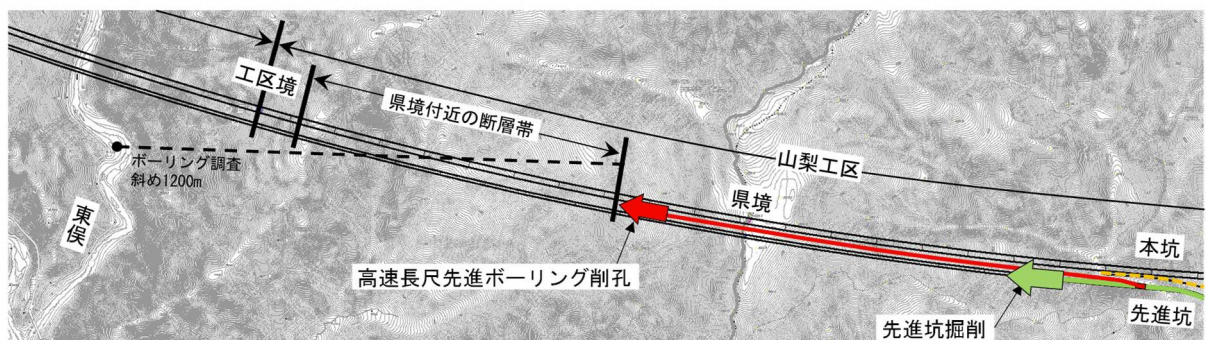 工区境
県境付近の断層帯
山梨工区
ボーリング調査
斜め1200m
東俣
県境
高速長尺先進ボーリング削孔
本坑
先進坑掘削
先進坑